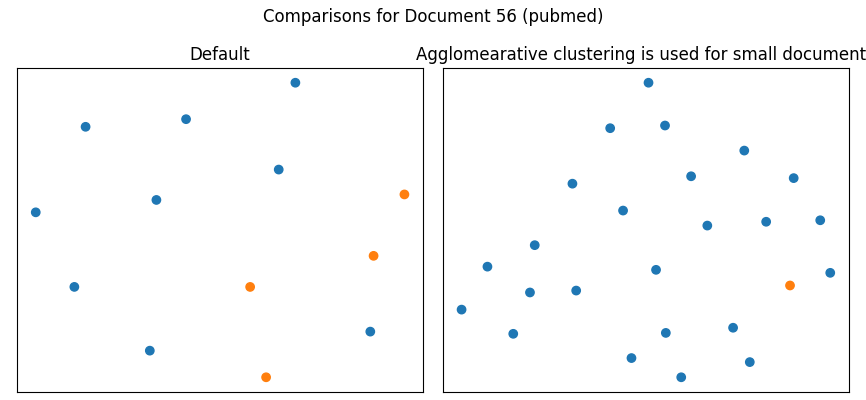 Comparisons for Document 56 (pubmed)
Default
Agglomearative clustering is used for small document